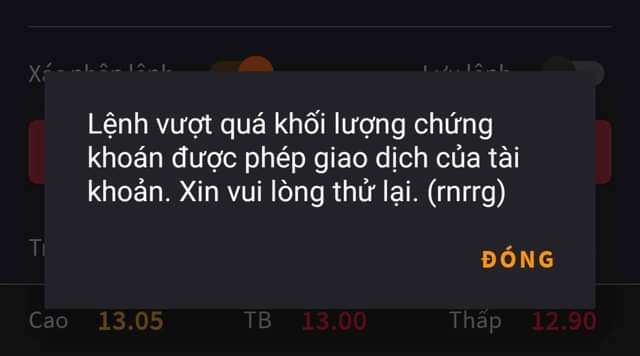 Xác nhận lệnh Lưu lệnh
Lệnh vượt quá khối lượng chứng
khoán được phép giao dịch của tài
khoản. Xin vui lòng thử lại. (rnrrg)
ĐÓNG
Cao 13.05 TB 13.00 Thấp 12.90